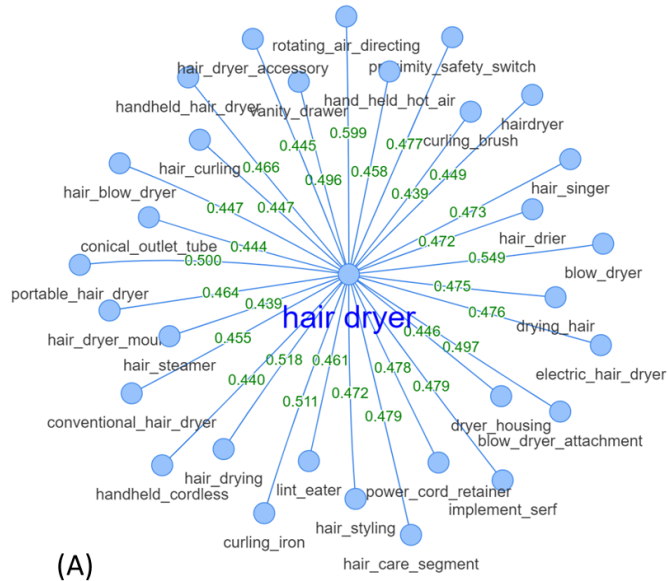 rotating_air_directing
hair_dryer_accessory
proximity_safety_switch
handheld_hair_dryer
vanity_drawer
hand_held_hot_air
hairdryer
0.445
0.599
0.477
curling_brush
hair_curling
0.466
0.496
0.458
0.449
0.439
hair_singer
hair_blow_dryer
0.447
0.447
0.473
0.444
0.472
hair_drier
conical_outlet_tube
0.500
0.549
blow_dryer
portable_hair_dryer
0.464
0.475
0.439
0.476
hair dryer
drying_hair
hair_dryer_mount
0.455
0.446
0.497
hair_steamer
0.518
0.461
0.478
electric_hair_dryer
0.440
0.479
conventional_hair_dryer
0.511
0.472
0.479
dryer_housing
blow_dryer_attachment
hair_drying
handheld_cordless
lint_eater
power_cord_retainer
implement_serf
hair_styling
curling_iron
hair_care_segment
(A)